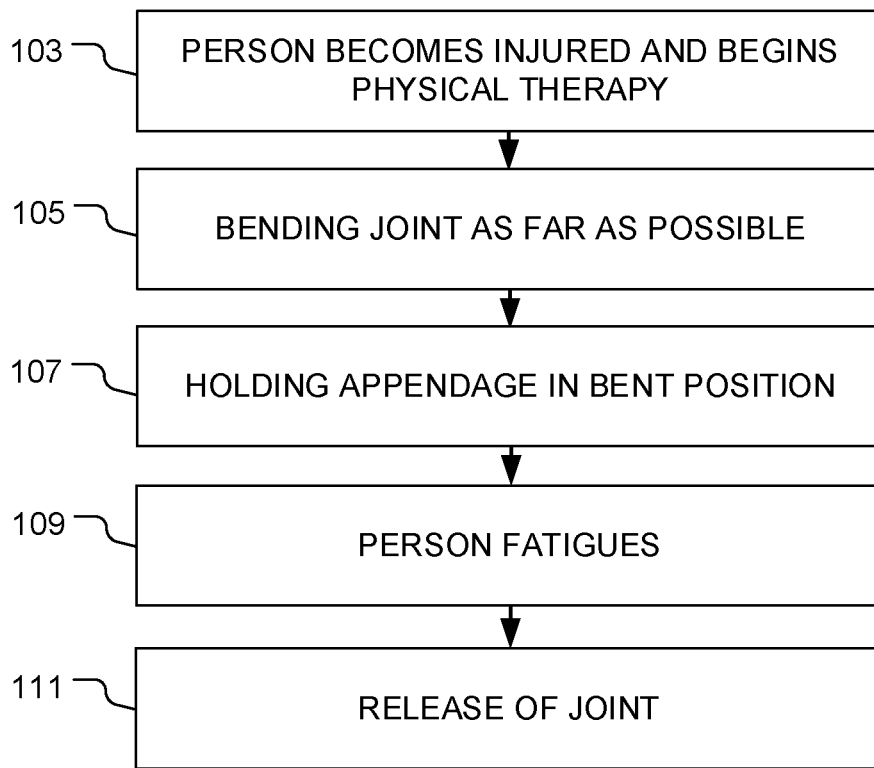 103
PERSON BECOMES INJURED AND BEGINS
PHYSICAL THERAPY
105
BENDING JOINT AS FAR AS POSSIBLE
107
HOLDING APPENDAGE IN BENT POSITION
109
PERSON FATIGUES
111
RELEASE OF JOINT